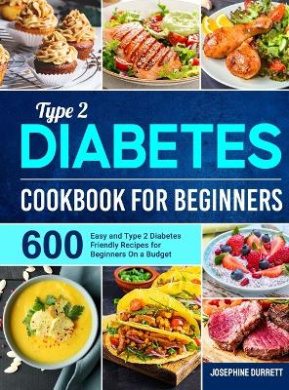 Type 2
DIABETES
COOKBOOK FOR BEGINNERS
600
Easy and Type 2 Diabetes
Friendly Recipes for
Beginners On a Budget
JOSEPHINE DURRETT